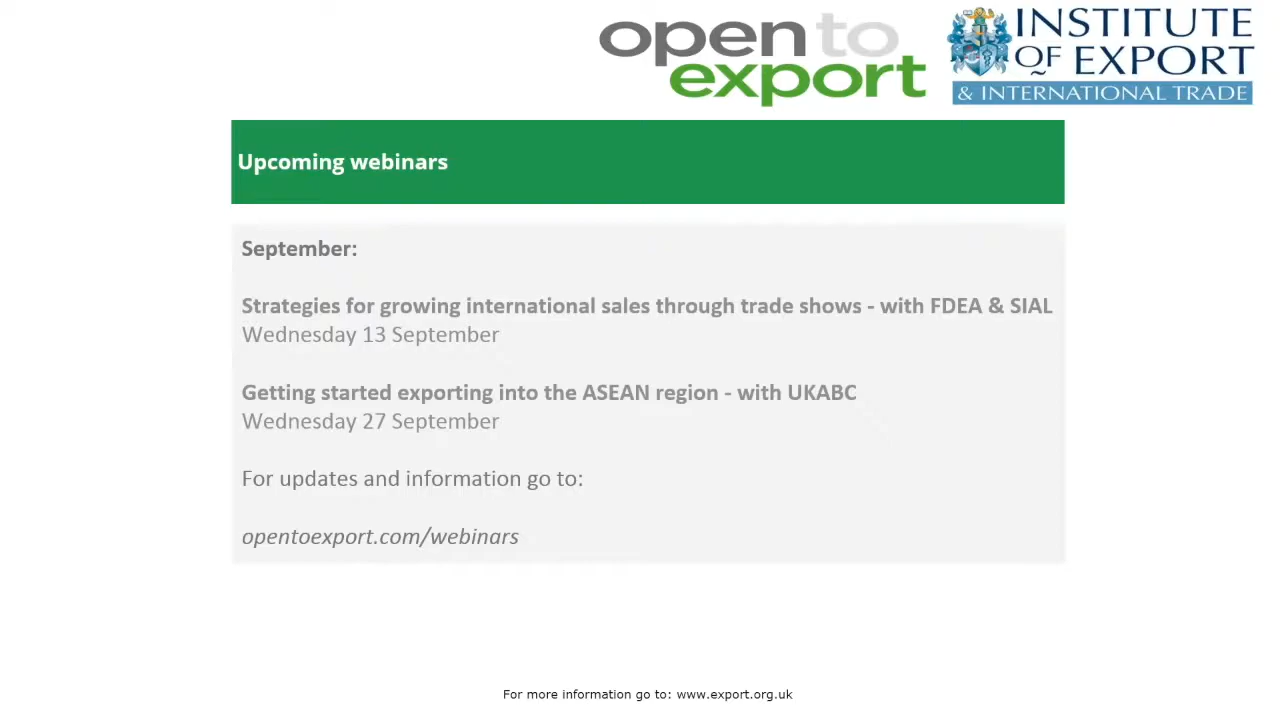 open to
export
INSTITUTE
OF EXPORT
& INTERNATIONAL TRADE
Upcoming webinars
September:
Strategies for growing international sales through trade shows - with FDEA & SIAL
Wednesday 13 September
Getting started exporting into the ASEAN region - with UKABC
Wednesday 27 September
For updates and information go to:
opentoexport.com/webinars
For more information go to: www.export.org.uk